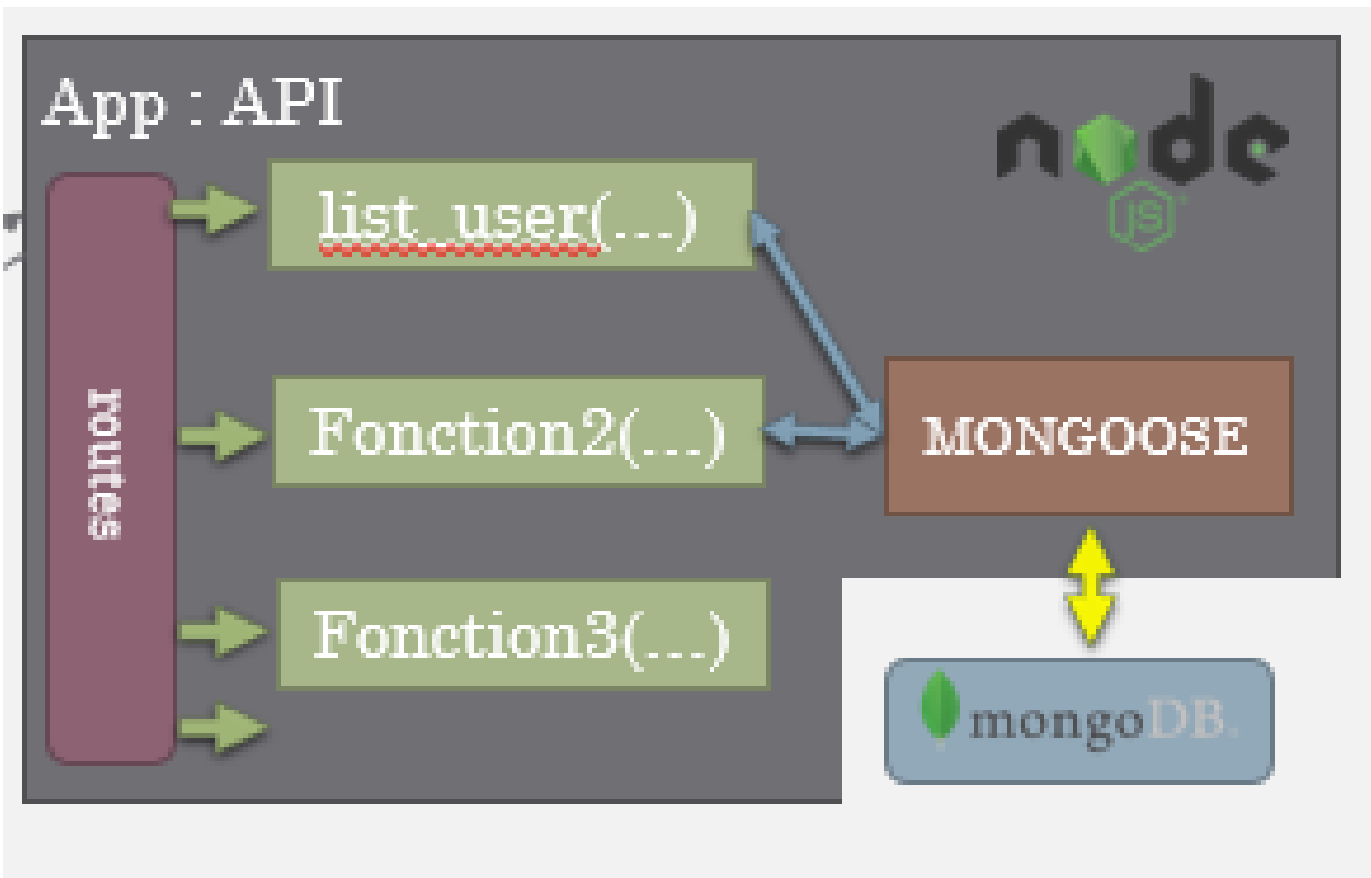 App : API
node
JS
list_user(...)
routes
Fonction2(...)
MONGOOSE
Fonction3(...)
mongoDB.